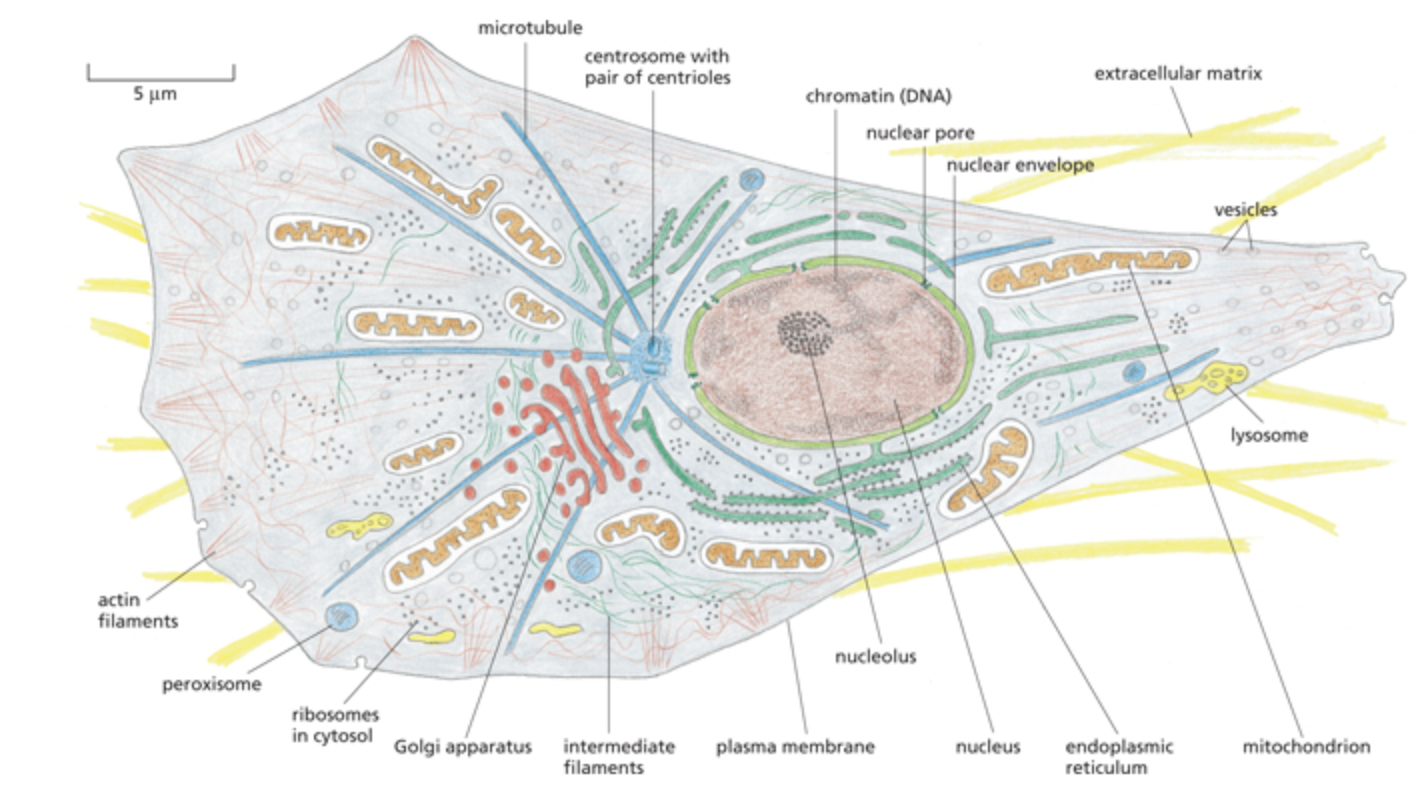 microtubule
centrosome with
pair of centrioles
extracellular matrix
5 μm
chromatin (DNA)
nuclear pore
nuclear envelope
vesicles
lysosome
actin
filaments
nucleolus
peroxisome
ribosomes
in cytosol
Golgi apparatus
intermediate
filaments
plasma membrane
nucleus
endoplasmic
reticulum
mitochondrion